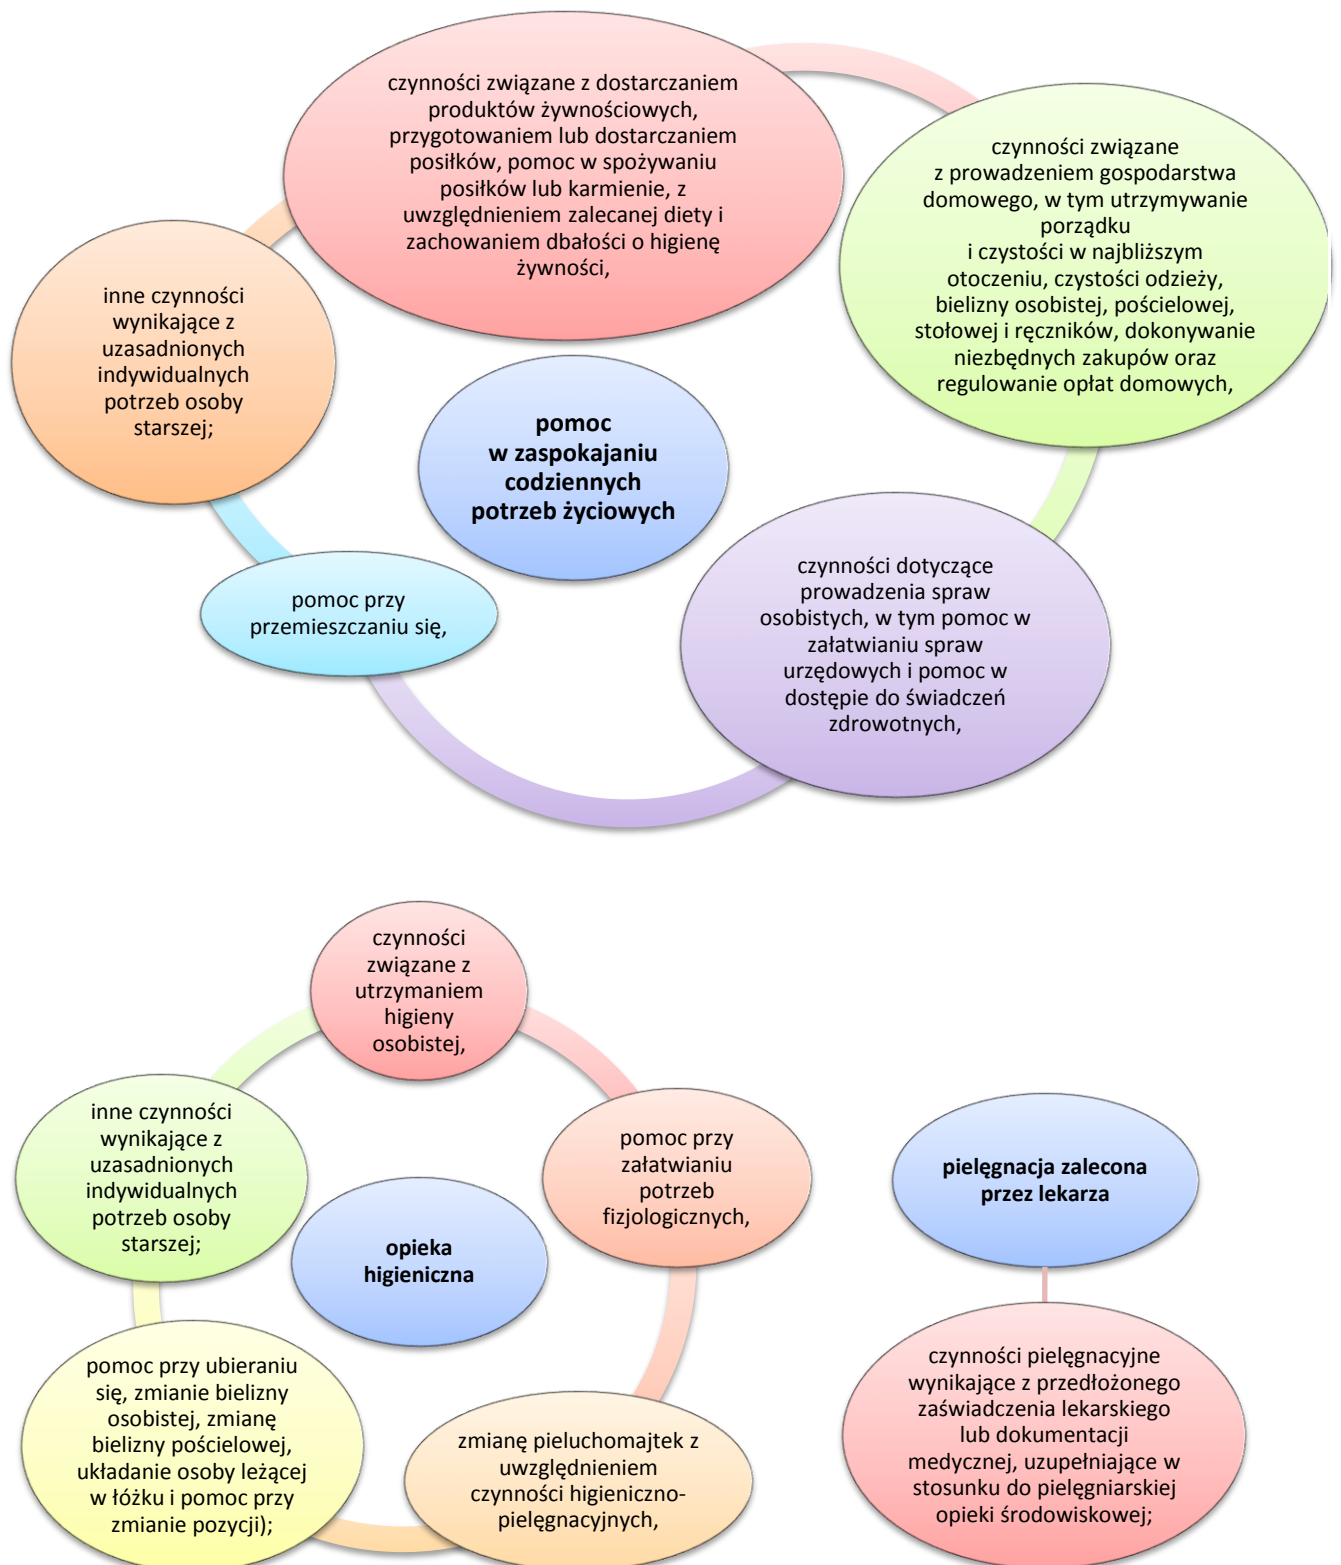 czynności związane z dostarczaniem
produktów żywnościowych,
przygotowaniem lub dostarczaniem
posiłków, pomoc w spożywaniu
posiłków lub karmienie, z
uwzględnieniem zalecanej diety i
zachowaniem dbałości o higienę
żywności,
czynności związane
z prowadzeniem gospodarstwa
domowego, w tym utrzymywanie
porządku
i czystości w najbliższym
otoczeniu, czystości odzieży,
bielizny osobistej, pościelowej,
stołowej i ręczników, dokonywanie
niezbędnych zakupów oraz
regulowanie opłat domowych,
inne czynności
wynikające z
uzasadnionych
indywidualnych
potrzeb osoby
starszej;
pomoc
w zaspokajaniu
codziennych
potrzeb życiowych
czynności dotyczące
prowadzenia spraw
osobistych, w tym pomoc w
załatwianiu spraw
urzędowych i pomoc w
dostępie do świadczeń
zdrowotnych,
pomoc przy
przemieszczaniu się,
czynności
związane z
utrzymaniem
higieny
osobistej,
inne czynności
wynikające z
uzasadnionych
indywidualnych
potrzeb osoby
starszej;
pomoc przy
załatwianiu
potrzeb
fizjologicznych,
opieka
higieniczna
pomoc przy ubieraniu
się, zmianie bielizny
osobistej, zmianę
bielizny pościelowej,
układanie osoby leżącej
w łóżku i pomoc przy
zmianie pozycji);
zmianę pieluchomajtek z
uwzględnieniem
czynności higieniczno-
pielęgnacyjnych,
pielęgnacja zalecona
przez lekarza
czynności pielęgnacyjne
wynikające z przedłożonego
zaświadczenia lekarskiego
lub dokumentacji
medycznej, uzupełniające w
stosunku do pielęgniarskiej
opieki środowiskowej;